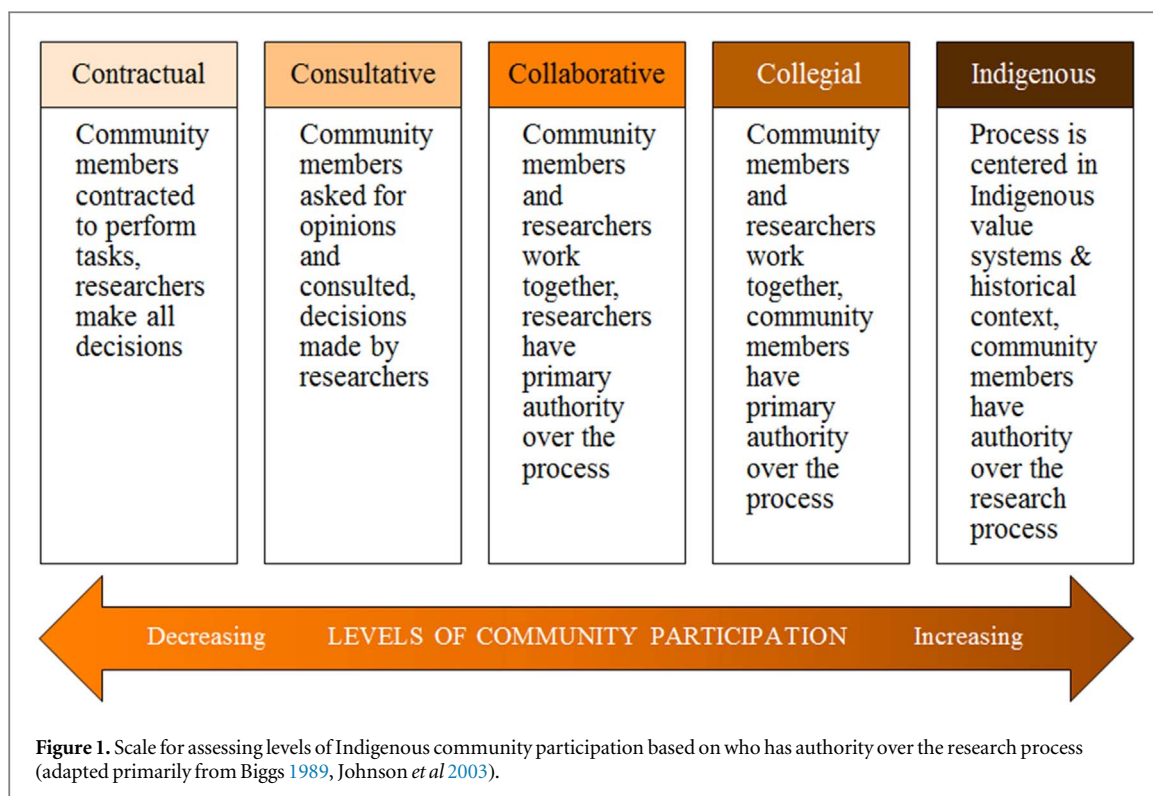 Contractual
Community
members
contracted
to perform
tasks,
researchers
make all
decisions
Consultative
Community
members
asked for
opinions
and
consulted,
decisions
made by
researchers
Collaborative
Community
members
and
researchers
work
together,
researchers
have
primary
authority
over the
process
Collegial
Community
members
and
researchers
work
together,
community
members
have
primary
authority
over the
process
Indigenous
Process is
centered in
Indigenous
value
systems &
historical
context,
community
members
have
authority
over the
research
process
Decreasing LEVELS OF COMMUNITY PARTICIPATION Increasing
Figure 1. Scale for assessing levels of Indigenous community participation based on who has authority over the research process
(adapted primarily from Biggs 1989, Johnson et al 2003).